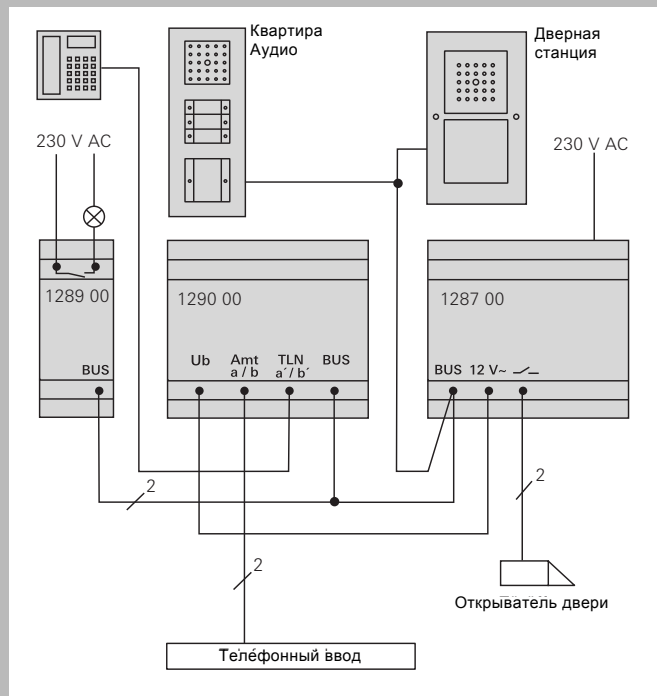 Квартира
Аудио
Дверная
станция
230 V AC
230 V AC
1289 00
1290 00
1287 00
BUS
Ub
Amt
a / b
TLN
a´/ b´
BUS
BUS
12 V~
2
2
2
Открыватель двери
Телефонный ввод